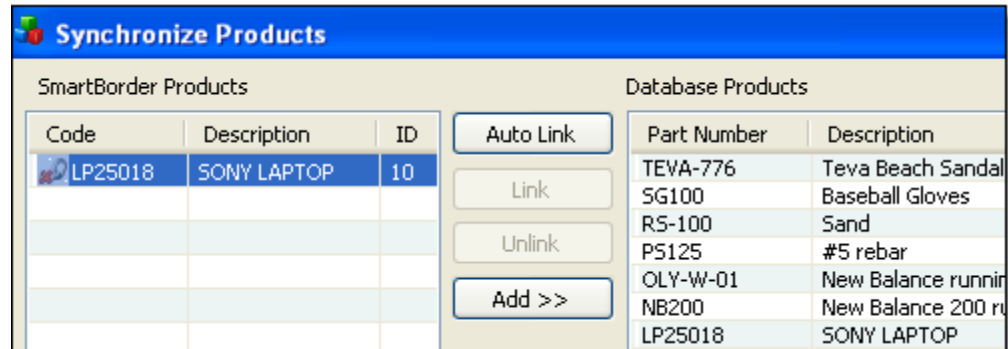 Synchronize Products
SmartBorder Products
Code Description ID
LP25018 SONY LAPTOP 10
Auto Link
Link
Unlink
Add >>
Database Products
Part Number Description
TEVA-776 Teva Beach Sandal
SG100 Baseball Gloves
RS-100 Sand
PS125 #5 rebar
OLY-W-01 New Balance runnin
NB200 New Balance 200 ru
LP25018 SONY LAPTOP